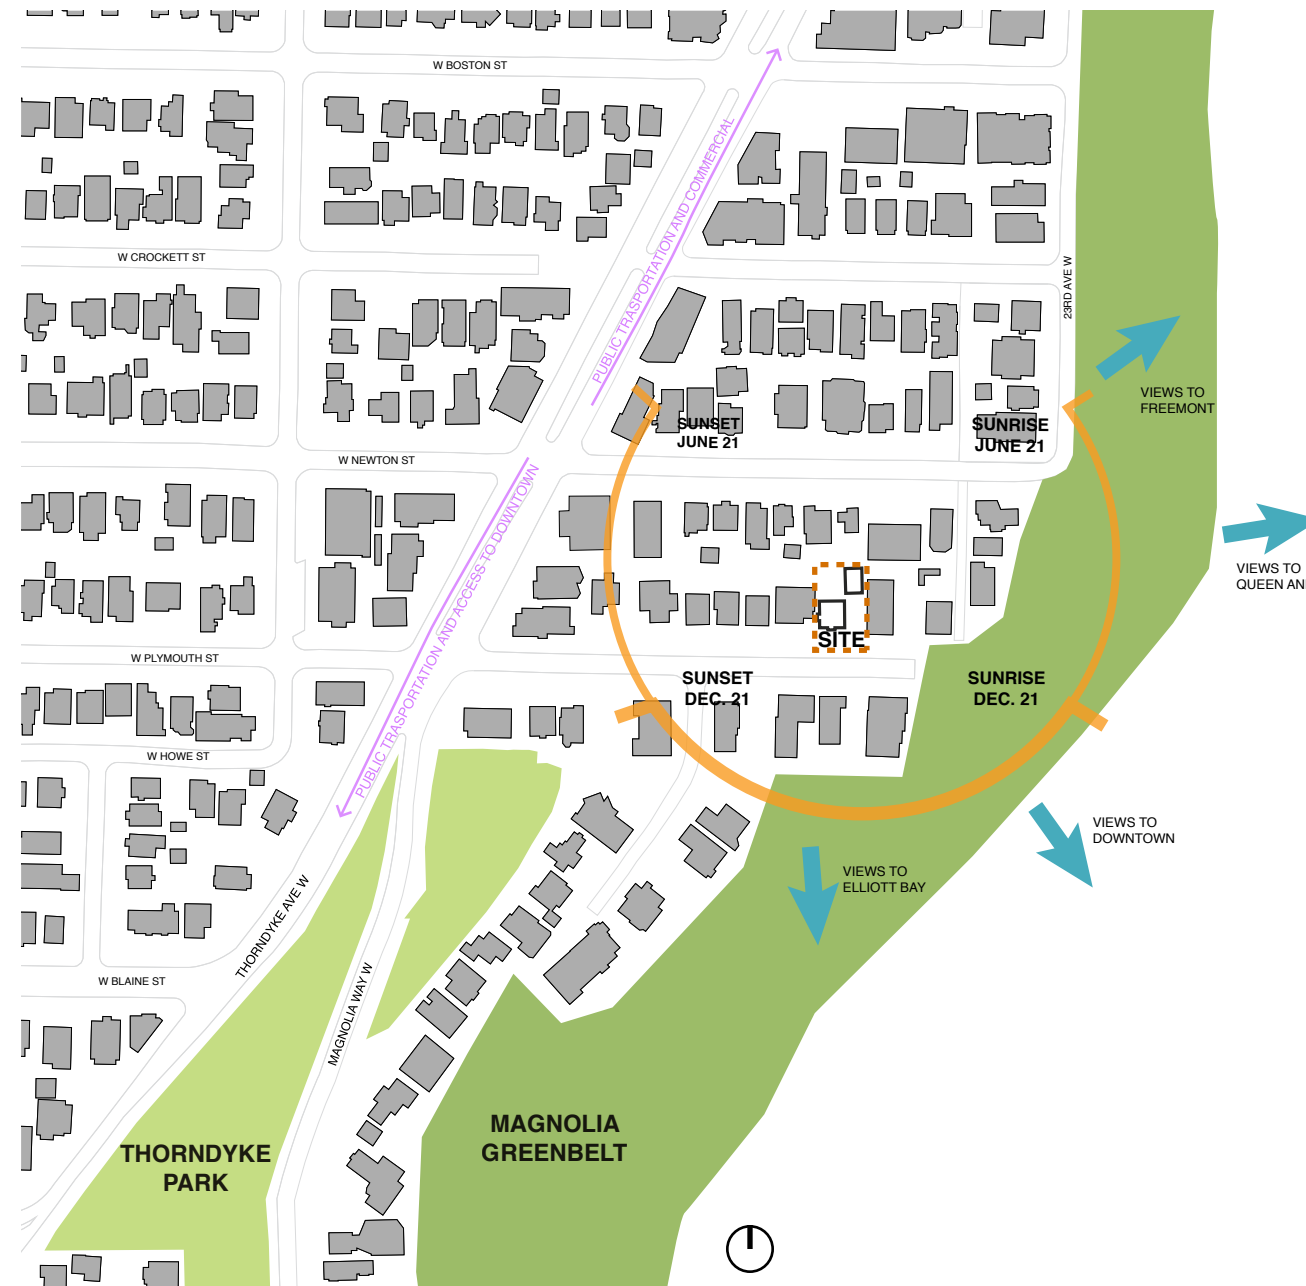 W BOSTON ST
PUBLIC TRASPORTATION AND COMMERCIAL
W CROCKETT ST
23RD AVE W
VIEWS TO
FREEMONT
SUNSET
JUNE 21
SUNRISE
JUNE 21
W NEWTON ST
PUBLIC TRASPORTATION AND ACCESS TO DOWNTOWN
VIEWS TO
QUEEN AN
SITE
W PLYMOUTH ST
SUNSET
DEC. 21
SUNRISE
DEC. 21
W HOWE ST
VIEWS TO
DOWNTOWN
VIEWS TO
ELLIOTT BAY
THORNDYKE AVE W
W BLAINE ST
MAGNOLIA WAY W
MAGNOLIA
GREENBELT
THORNDYKE
PARK